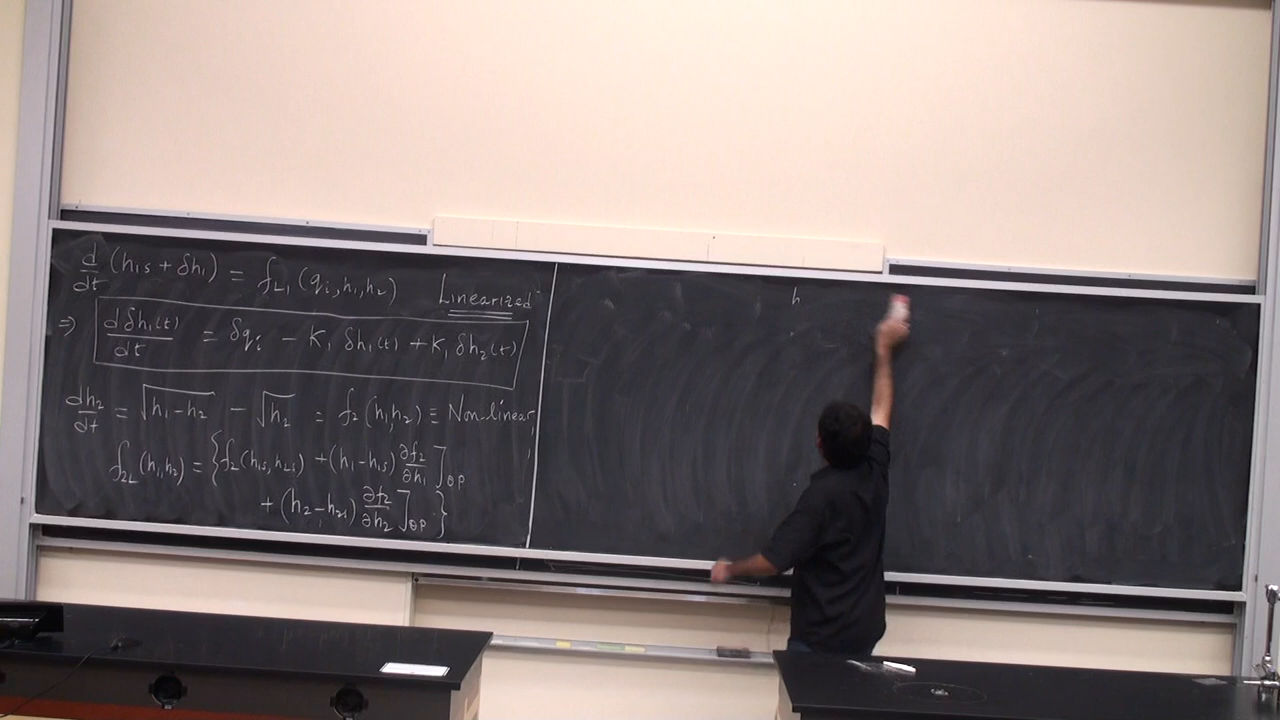 d/dt (h1s + δh1) = fL1 (qi, h1, h2) Linearized
⇒ dδh1(t)/dt = δqi − K1 δh1(t) + K1 δh2(t)
dh2/dt = √(h1 − h2) − √h2 = f2 (h1, h2) ≡ Non-linear,
f2L (h1, h2) = { f2(h1s, h2s) + (h1 − h1s) ∂f2/∂h1 ]OP
+ (h2 − h2s) ∂f2/∂h2 ]OP }
h